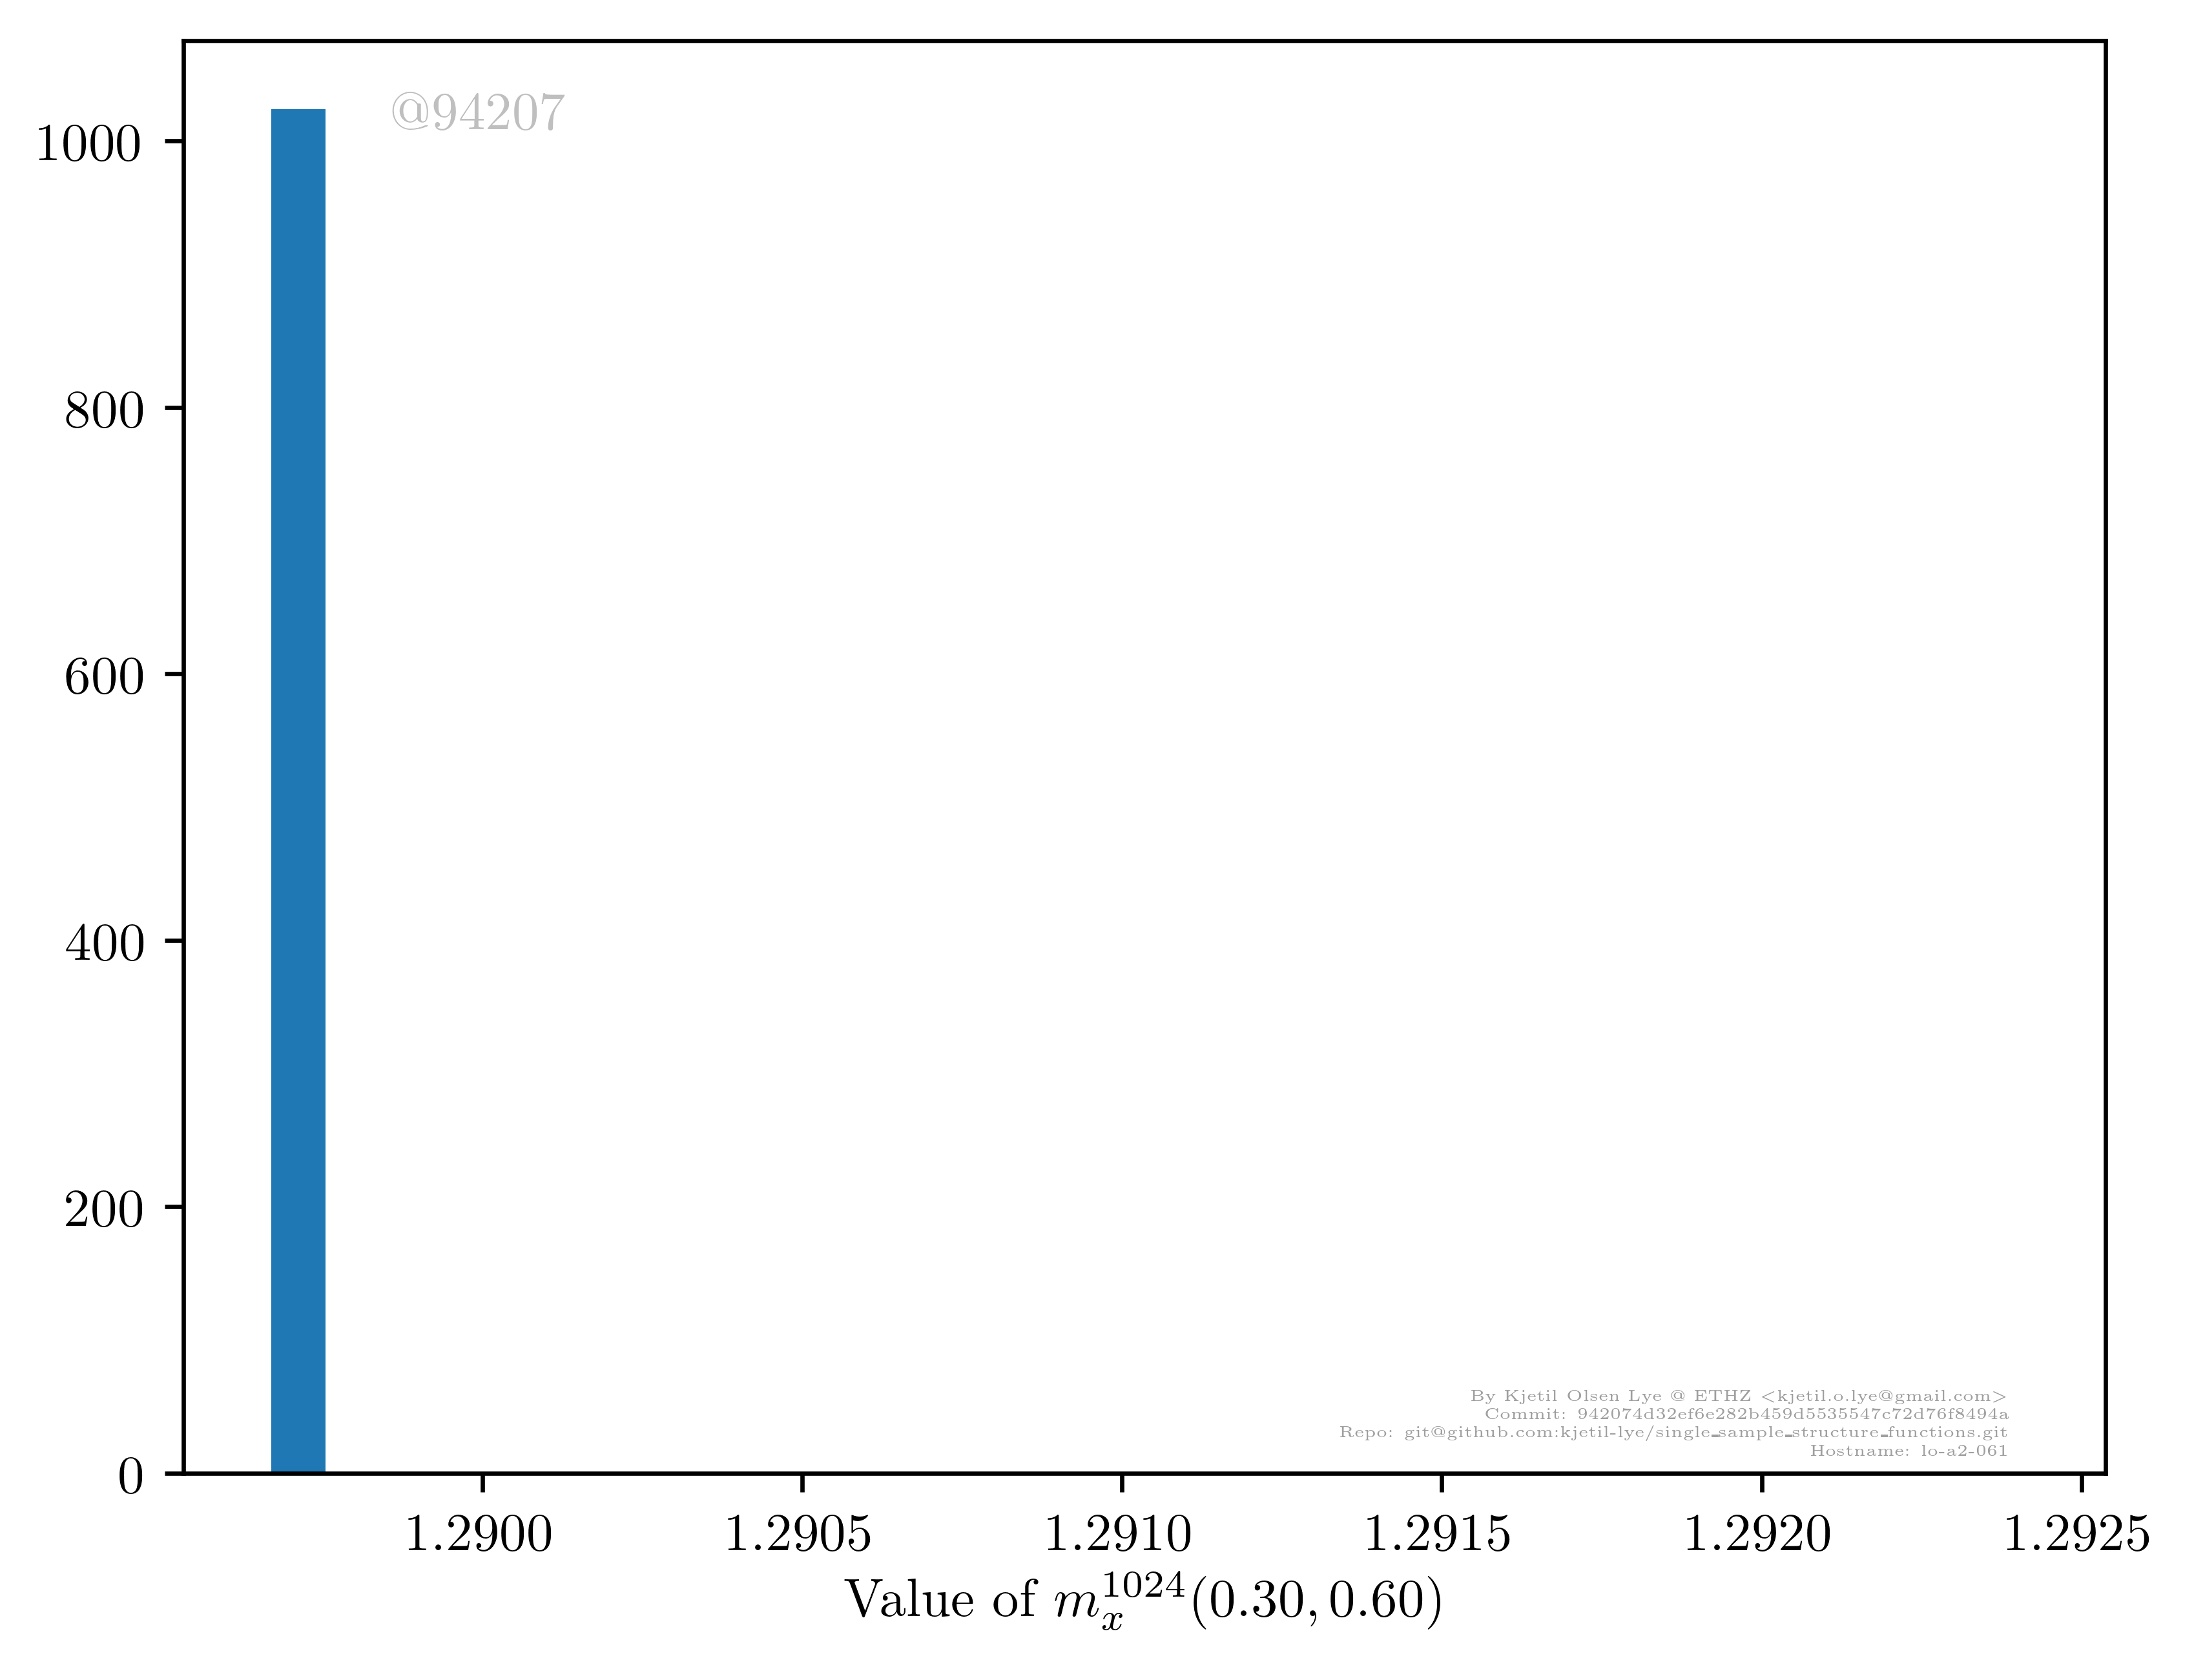 @94207
1000
800
600
400
200
0
By Kjetil Olsen Lye @ ETHZ <kjetil.o.lye@gmail.com>
Commit: 942074d32ef6e282b459d5535547c72d76f8494a
Repo: git@github.com:kjetil-lye/single_sample_structure_functions.git
Hostname: lo-a2-061
1.2900 1.2905 1.2910 1.2915 1.2920 1.2925
Value of $m_x^{1024}(0.30, 0.60)$